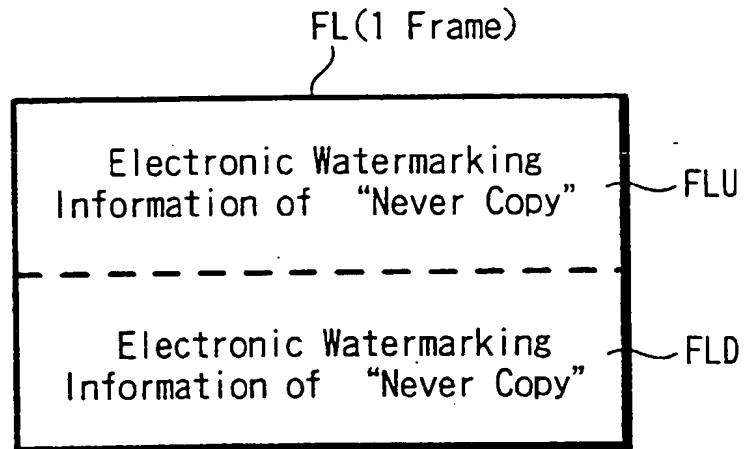 FL(1 Frame)
Electronic Watermarking
Information of “Never Copy”
FLU
Electronic Watermarking
Information of “Never Copy”
FLD